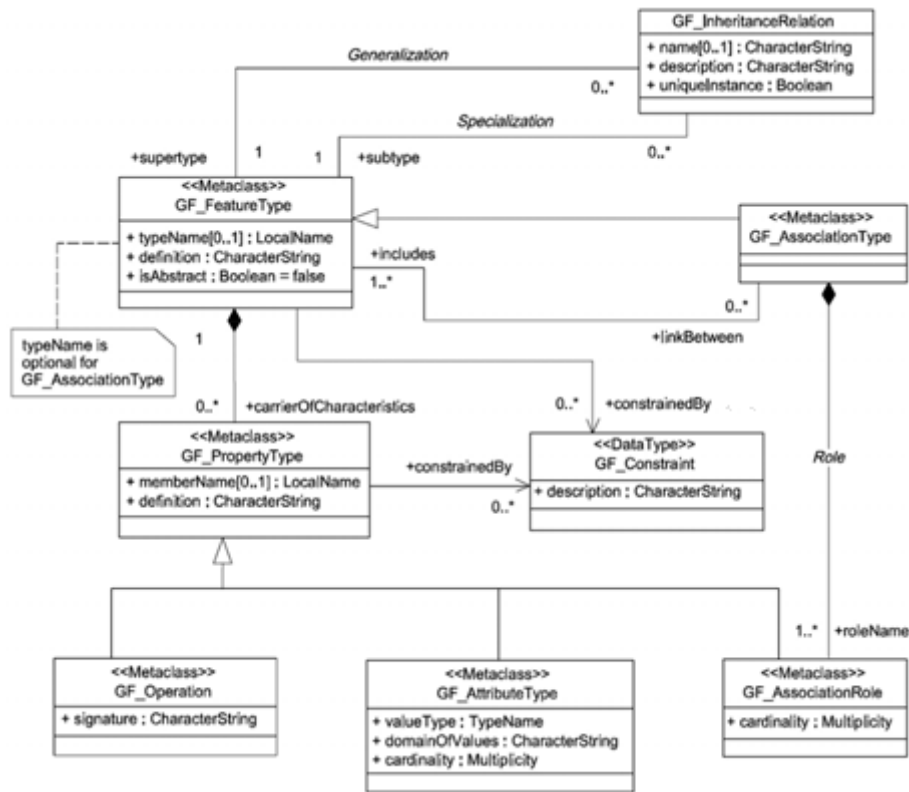 GF_InheritanceRelation
+ name[0..1] : CharacterString
+ description : CharacterString
+ uniqueInstance : Boolean
Generalization
0..*
Specialization
0..*
+supertype
1
1
+subtype
<<Metaclass>>
GF_FeatureType
+ typeName[0..1] : LocalName
+ definition : CharacterString
+ isAbstract : Boolean = false
<<Metaclass>>
GF_AssociationType
+includes
1..*
0..*
+linkBetween
typeName is
optional for
GF_AssociationType
1
0..*
+carrierOfCharacteristics
0..*
+constrainedBy
<<Metaclass>>
GF_PropertyType
+ memberName[0..1] : LocalName
+ definition : CharacterString
+constrainedBy
0..*
<<DataType>>
GF_Constraint
+ description : CharacterString
Role
1..*
+roleName
<<Metaclass>>
GF_Operation
+ signature : CharacterString
<<Metaclass>>
GF_AttributeType
+ valueType : TypeName
+ domainOfValues : CharacterString
+ cardinality : Multiplicity
<<Metaclass>>
GF_AssociationRole
+ cardinality : Multiplicity